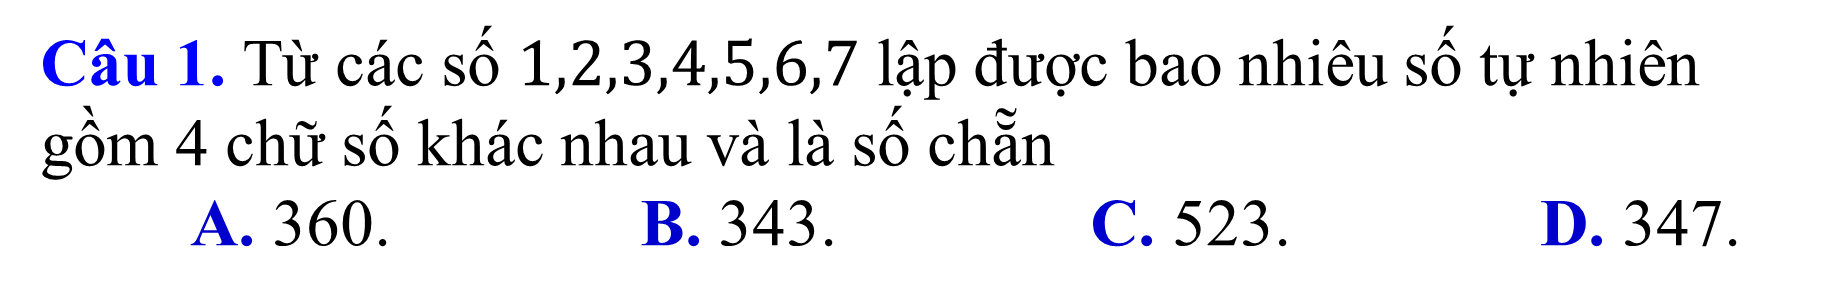 Câu 1. Từ các số 1,2,3,4,5,6,7 lập được bao nhiêu số tự nhiên
gồm 4 chữ số khác nhau và là số chẵn
A. 360. B. 343. C. 523. D. 347.